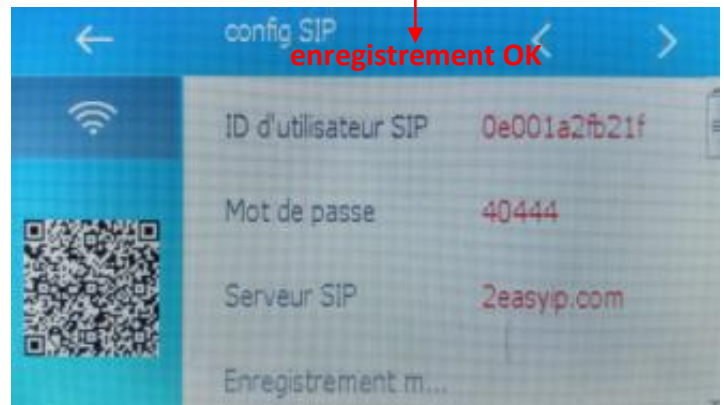 config SIP
enregistrement OK
ID d'utilisateur SIP 0e001a2fb21f
Mot de passe 40444
Serveur SIP 2easyip.com
Enregistrement m...